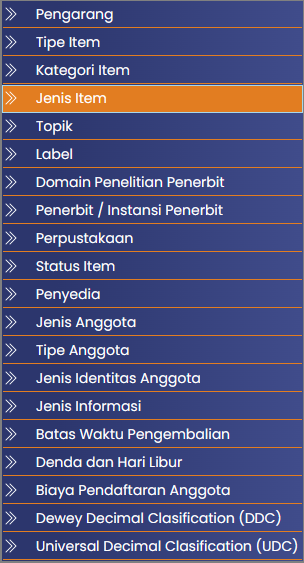 Pengarang
Tipe Item
Kategori Item
Jenis Item
Topik
Label
Domain Penelitian Penerbit
Penerbit / Instansi Penerbit
Perpustakaan
Status Item
Penyedia
Jenis Anggota
Tipe Anggota
Jenis Identitas Anggota
Jenis Informasi
Batas Waktu Pengembalian
Denda dan Hari Libur
Biaya Pendaftaran Anggota
Dewey Decimal Clasification (DDC)
Universal Decimal Clasification (UDC)